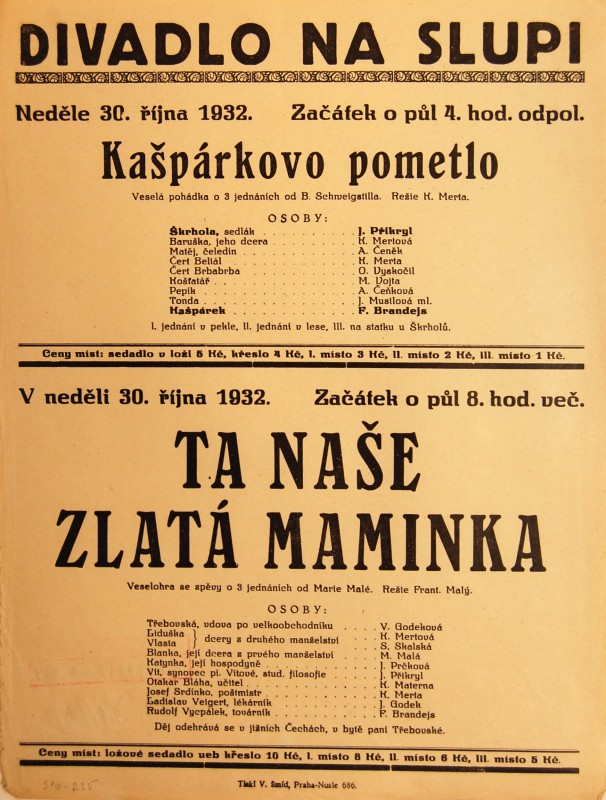 DIVADLO NA SLUPI
Neděle 30. října 1932. Začátek o půl 4. hod. odpol.
Kašpárkovo pometlo
Veselá pohádka o 3 jednáních od B. Schweigstilla. Režie K. Merta.
OSOBY:
Škrhola, sedlák . . . . . . . . . . J. Přikryl
Baruška, jeho dcera . . . . . . . . . . K. Mertová
Matěj, čeledín . . . . . . . . . . A. Čeněk
Čert Beliál . . . . . . . . . . K. Merta
Čert Brbabrba . . . . . . . . . . O. Vyskočil
Košťatář . . . . . . . . . . M. Vojta
Pepík . . . . . . . . . . A. Čeňková
Tonda . . . . . . . . . . J. Musilová ml.
Kašpárek . . . . . . . . . . F. Brandejs
I. jednání v pekle, II. jednání v lese, III. na statku u Škrholů.
Ceny míst: sedadlo v loži 5 Kč, křeslo 4 Kč, I. místo 3 Kč, II. místo 2 Kč, III. místo 1 Kč.
V neděli 30. října 1932. Začátek o půl 8. hod. več.
TA NAŠE
ZLATÁ MAMINKA
Veselohra se zpěvy o 3 jednáních od Marie Malé. Režie Frant. Malý.
OSOBY:
Třebovská, vdova po velkoobchodníku . . . V. Godeková
Liduška } dcery z druhého manželství . . . K. Mertová
Vlasta } S. Skalská
Blanka, její dcera z prvého manželství . . . M. Malá
Katynka, její hospodyně . . . . . . J. Prčková
Vít, synovec pí. Vítové, stud. filosofie . . . J. Přikryl
Otakar Bláha, učitel . . . . . . K. Materna
Josef Srdínko, poštmistr . . . . . . K. Merta
Ladislav Veigert, lékárník . . . . . . J. Godek
Rudolf Vycpálek, továrník . . . . . . F. Brandejs
Děj odehrává se v jižních Čechách, v bytě paní Třebovské.
Ceny míst: ložové sedadlo ueb křeslo 10 Kč, I. místo 8 Kč, II. místo 6 Kč, III. místo 5 Kč.
Tiskl V. Šmíd, Praha-Nusle 686.